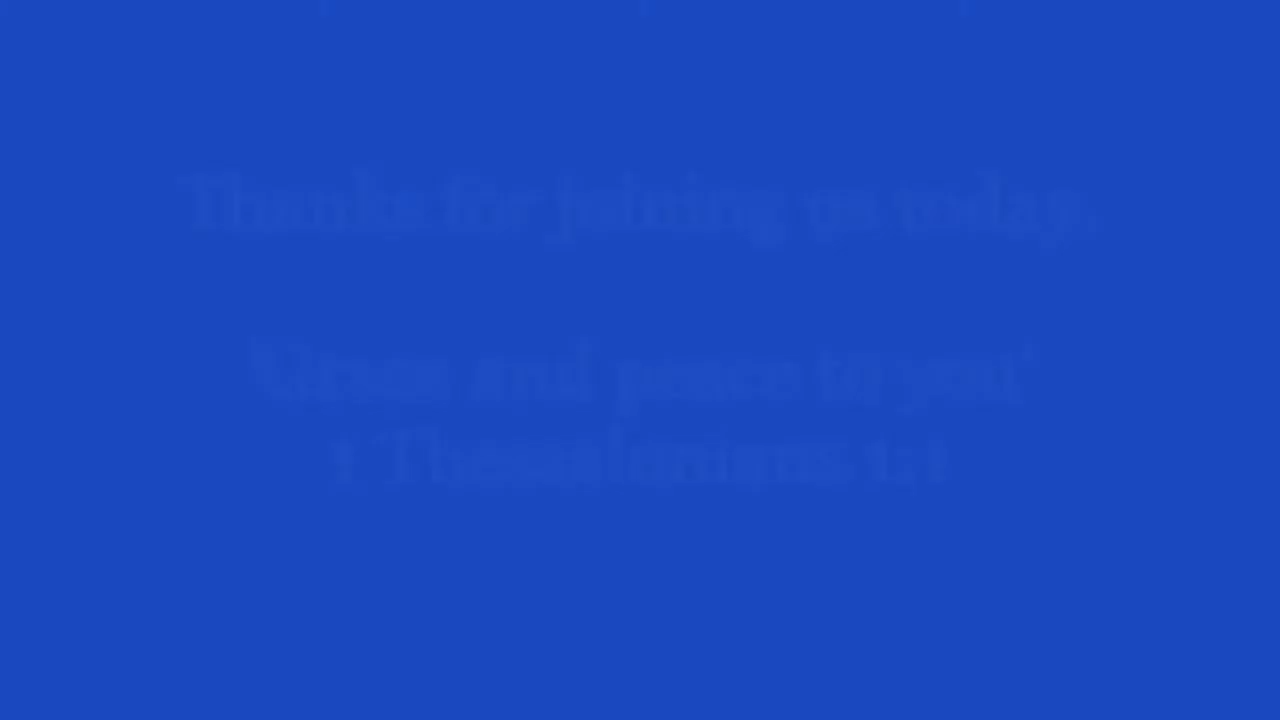 Thanks for joining us today.
'Grace and peace to you'
1 Thessalonians 1:1